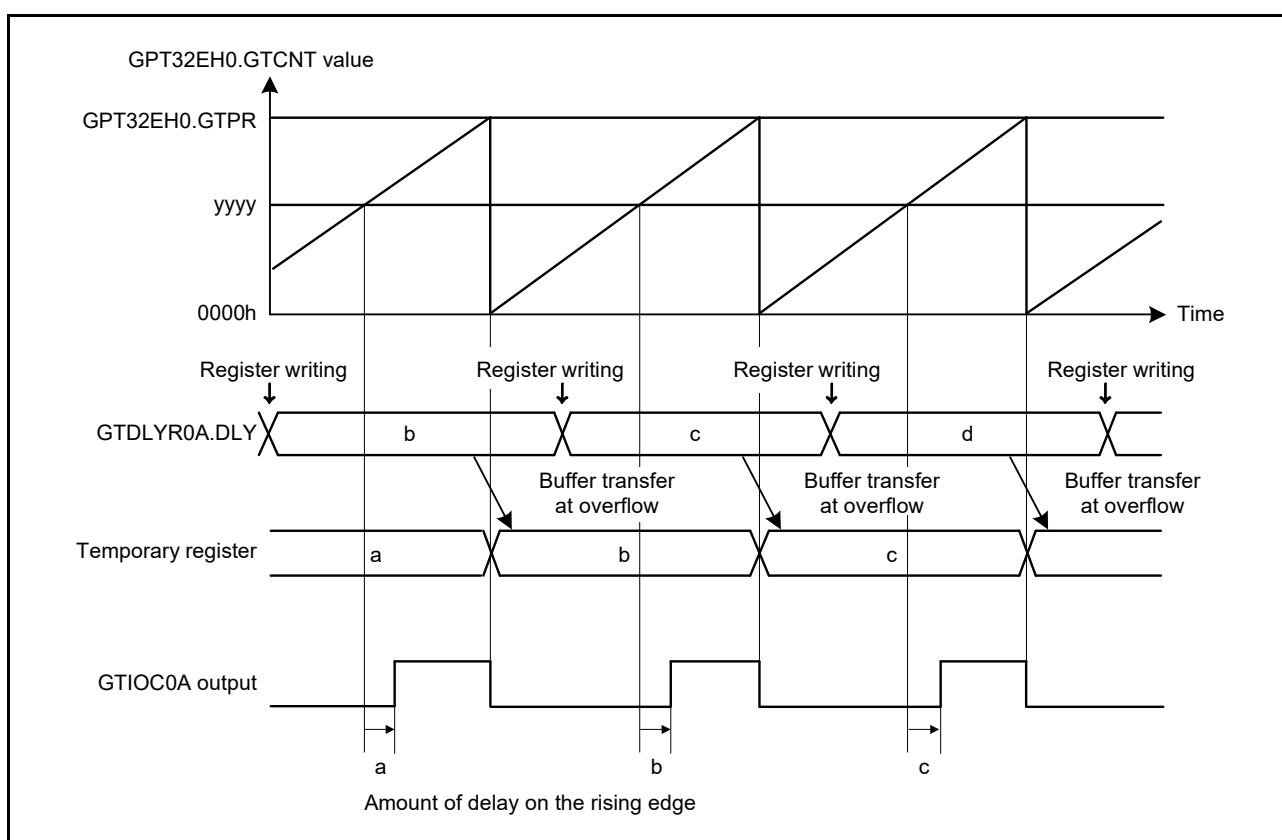 GPT32EH0.GTCNT value
GPT32EH0.GTPR
yyyy
0000h
Time
Register writing
Register writing
Register writing
Register writing
GTDLYR0A.DLY
b
c
d
Buffer transfer
at overflow
Buffer transfer
at overflow
Buffer transfer
at overflow
Temporary register
a
b
c
GTIOC0A output
a
b
c
Amount of delay on the rising edge